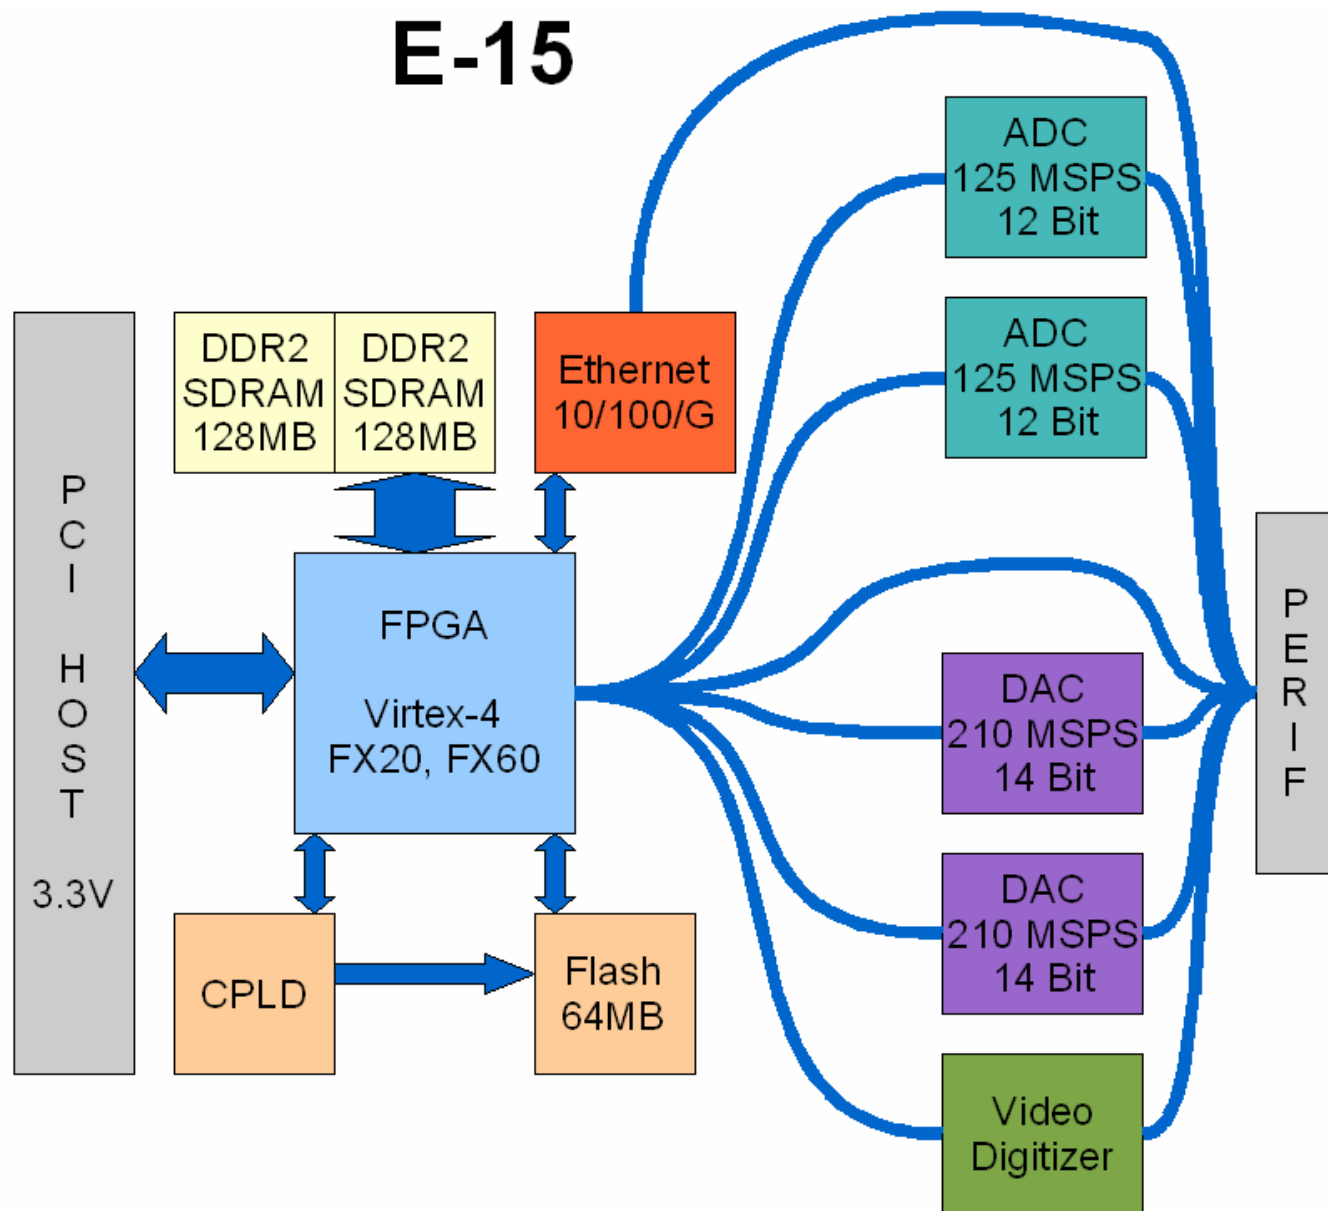 E-15
ADC
125 MSPS
12 Bit
ADC
125 MSPS
12 Bit
DDR2
SDRAM
128MB
DDR2
SDRAM
128MB
Ethernet
10/100/G
P
C
I
H
O
S
T
3.3V
FPGA
Virtex-4
FX20, FX60
DAC
210 MSPS
14 Bit
DAC
210 MSPS
14 Bit
P
E
R
I
F
CPLD
Flash
64MB
Video
Digitizer